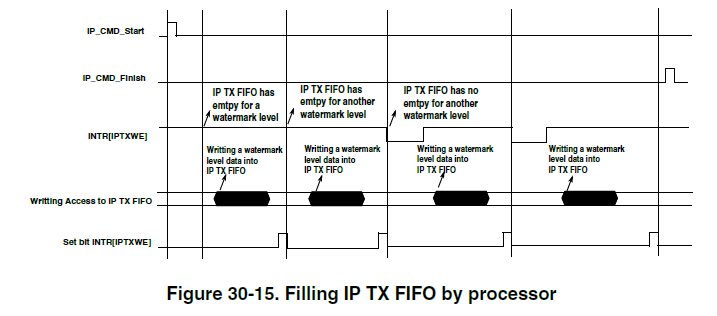 IP_CMD_Start
IP_CMD_Finish
IP TX FIFO has
emtpy for a
watermark level
IP TX FIFO has
emtpy for another
watermark level
IP TX FIFO has no
emtpy for another
watermark level
INTR[IPTXWE]
Writting a watermark
level data into
IP TX FIFO
Writting a watermark
level data into
IP TX FIFO
Writting a watermark
level data into
IP TX FIFO
Writting a watermark
level data into
IP TX FIFO
Writting Access to IP TX FIFO
Set bit INTR[IPTXWE]
Figure 30-15. Filling IP TX FIFO by processor